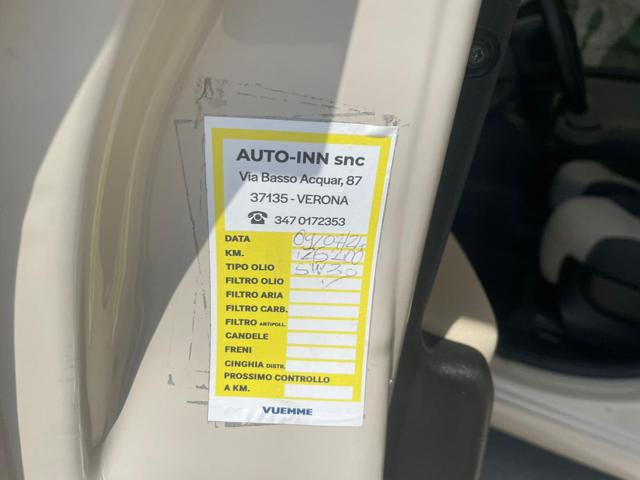 AUTO-INN snc
Via Basso Acquar, 87
37135 - VERONA
☎ 347 0172353
DATA
KM. 126200
TIPO OLIO 5W30
FILTRO OLIO
FILTRO ARIA
FILTRO CARB.
FILTRO ANTIPOLL.
CANDELE
FRENI
CINGHIA DISTR.
PROSSIMO CONTROLLO
A KM.
VUEMME